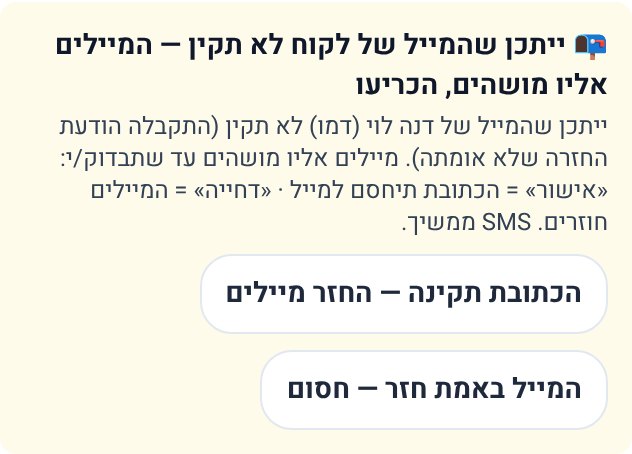 📪 ייתכן שהמייל של לקוח לא תקין — המיילים
אליו מושהים, הכריעו
ייתכן שהמייל של דנה לוי (דמו) לא תקין (התקבלה הודעת
החזרה שלא אומתה). מיילים אליו מושהים עד שתבדוק/י:
«אישור» = הכתובת תיחסם למייל · «דחייה» = המיילים
חוזרים. SMS ממשיך.
הכתובת תקינה — החזר מיילים
המייל באמת חזר — חסום